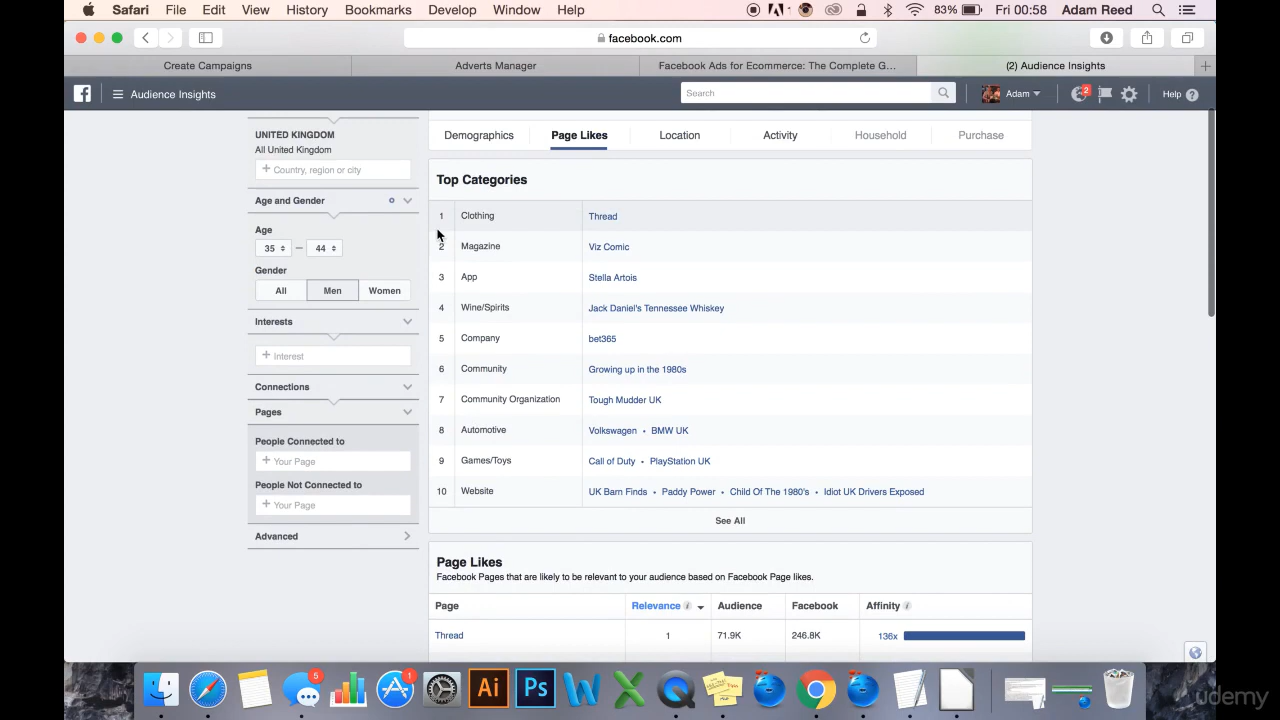 Safari File Edit View History Bookmarks Develop Window Help 83% Fri 00:58 Adam Reed
facebook.com
Create Campaigns Adverts Manager Facebook Ads for Ecommerce: The Complete G... (2) Audience Insights
Audience Insights Search Adam 2 Help
UNITED KINGDOM
All United Kingdom
Country, region or city
Age and Gender
Age
35 — 44
Gender
All Men Women
Interests
Interest
Connections
Pages
People Connected to
Your Page
People Not Connected to
Your Page
Advanced
Demographics Page Likes Location Activity Household Purchase
Top Categories
1 Clothing Thread
2 Magazine Viz Comic
3 App Stella Artois
4 Wine/Spirits Jack Daniel's Tennessee Whiskey
5 Company bet365
6 Community Growing up in the 1980s
7 Community Organization Tough Mudder UK
8 Automotive Volkswagen • BMW UK
9 Games/Toys Call of Duty • PlayStation UK
10 Website UK Barn Finds • Paddy Power • Child Of The 1980's • Idiot UK Drivers Exposed
See All
Page Likes
Facebook Pages that are likely to be relevant to your audience based on Facebook Page likes.
Page Relevance Audience Facebook Affinity
Thread 1 71.9K 246.8K 136x
5 1 Ai Ps
udemy